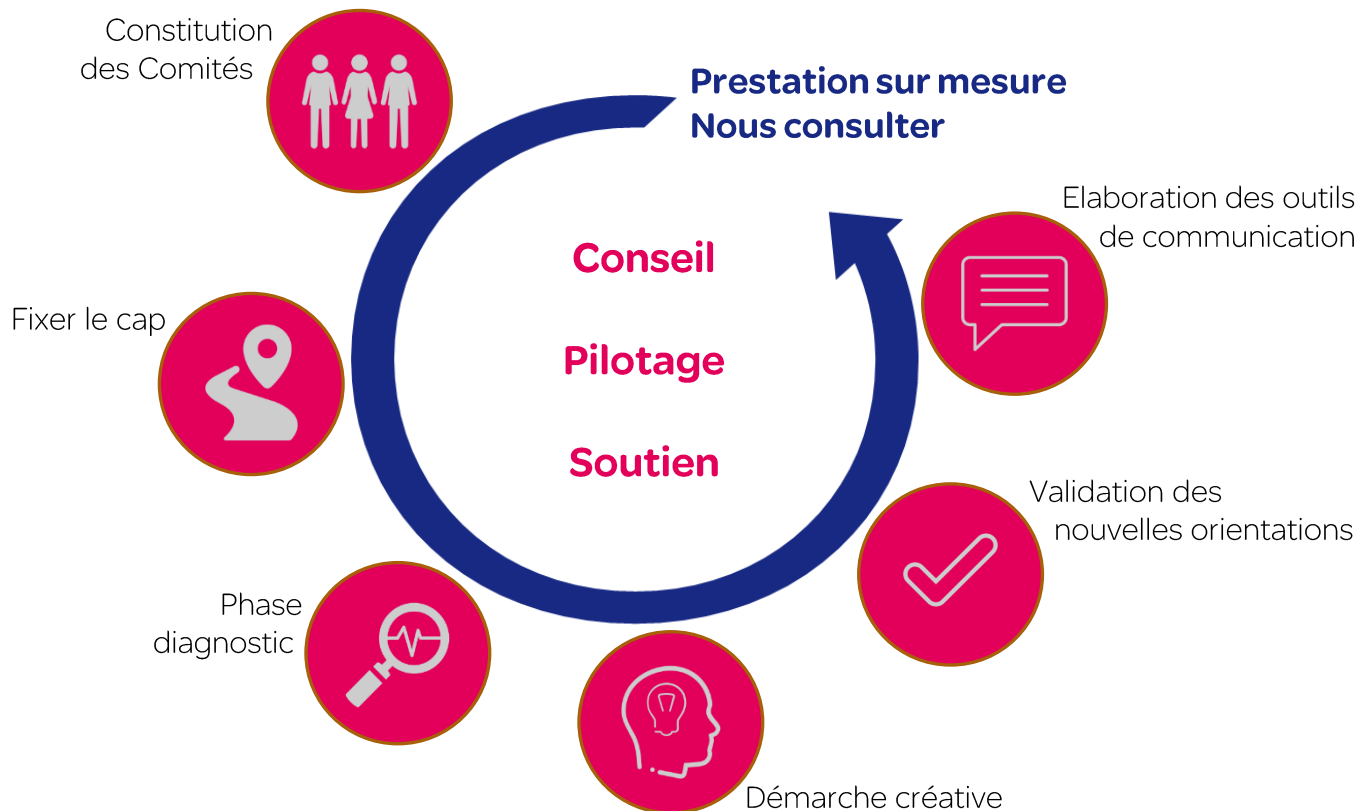 Constitution
des Comités
Prestation sur mesure
Nous consulter
Elaboration des outils
de communication
Conseil
Fixer le cap
Pilotage
Soutien
Validation des
nouvelles orientations
Phase
diagnostic
Démarche créative